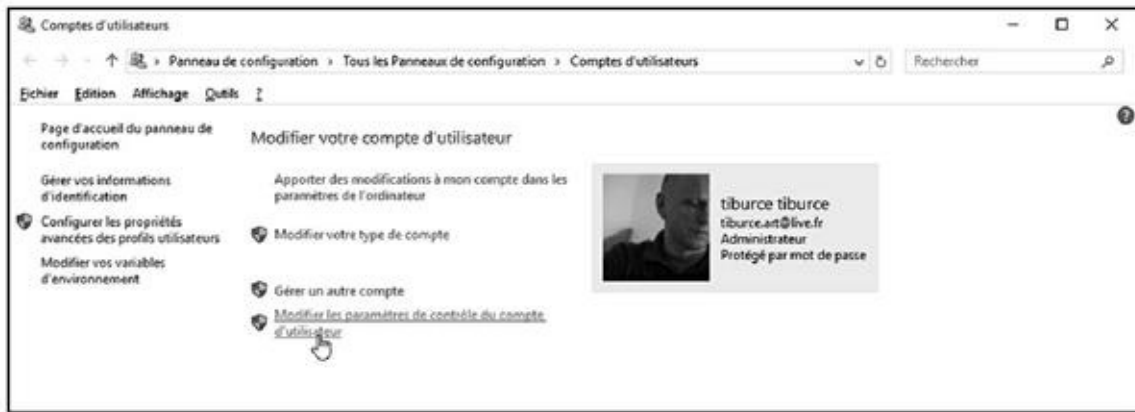 Comptes d'utilisateurs
Panneau de configuration › Tous les Panneaux de configuration › Comptes d'utilisateurs
Rechercher
Fichier Edition Affichage Outils ?
Page d'accueil du panneau de
configuration
Gérer vos informations
d'identification
Configurer les propriétés
avancées des profils utilisateurs
Modifier vos variables
d'environnement
Modifier votre compte d'utilisateur
Apporter des modifications à mon compte dans les
paramètres de l'ordinateur
Modifier votre type de compte
Gérer un autre compte
Modifier les paramètres de contrôle du compte
d'utilisateur
tiburce tiburce
tiburce.art@live.fr
Administrateur
Protégé par mot de passe